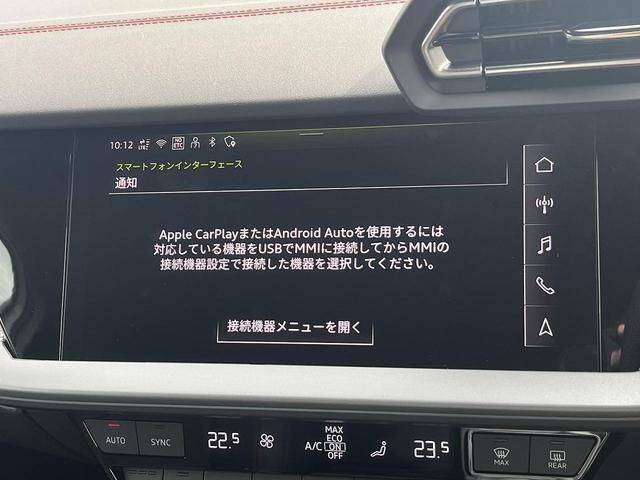 10:12 LTE NO ETC
スマートフォンインターフェース
通知
Apple CarPlayまたはAndroid Autoを使用するには
対応している機器をUSBでMMIに接続してからMMIの
接続機器設定で接続した機器を選択してください。
接続機器メニューを開く
AUTO
SYNC
22.5
A/C
MAX
ECO
ON
OFF
23.5
MAX
REAR